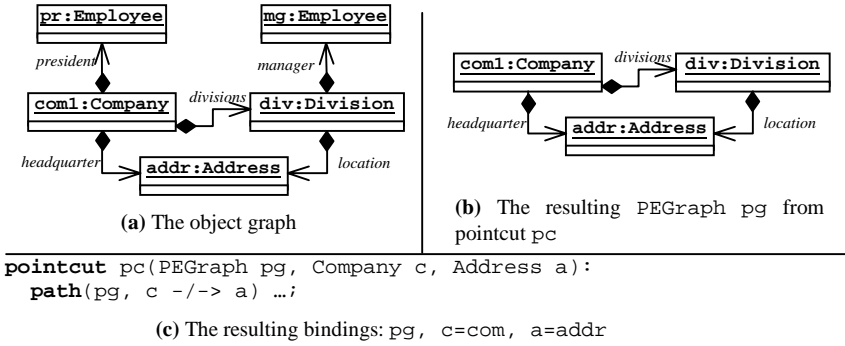 pr:Employee
mg:Employee
president
manager
com1:Company
divisions
div:Division
headquarter
location
addr:Address
(a) The object graph
com1:Company
divisions
div:Division
headquarter
location
addr:Address
(b) The resulting PEGraph pg from
pointcut pc
pointcut pc(PEGraph pg, Company c, Address a):
path(pg, c -/-> a) …;
(c) The resulting bindings: pg, c=com, a=addr